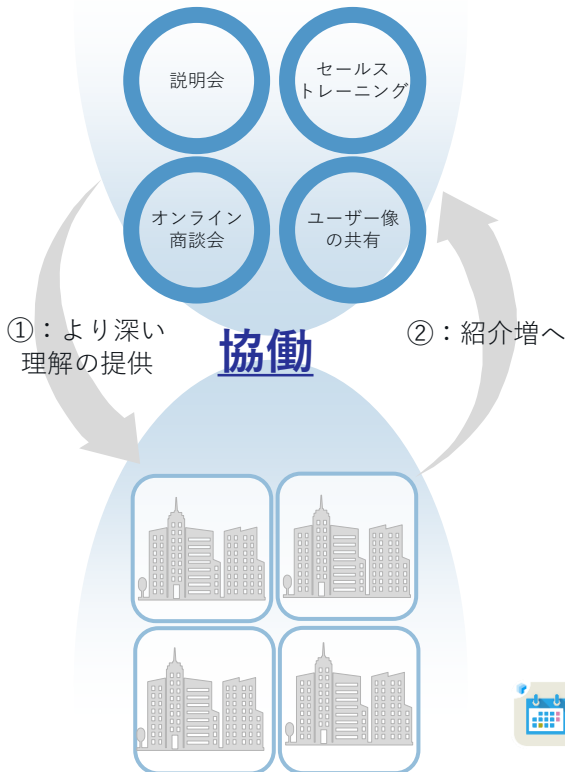 説明会
セールス
トレーニング
オンライン
商談会
ユーザー像
の共有
①：より深い
理解の提供
協働
②：紹介増へ